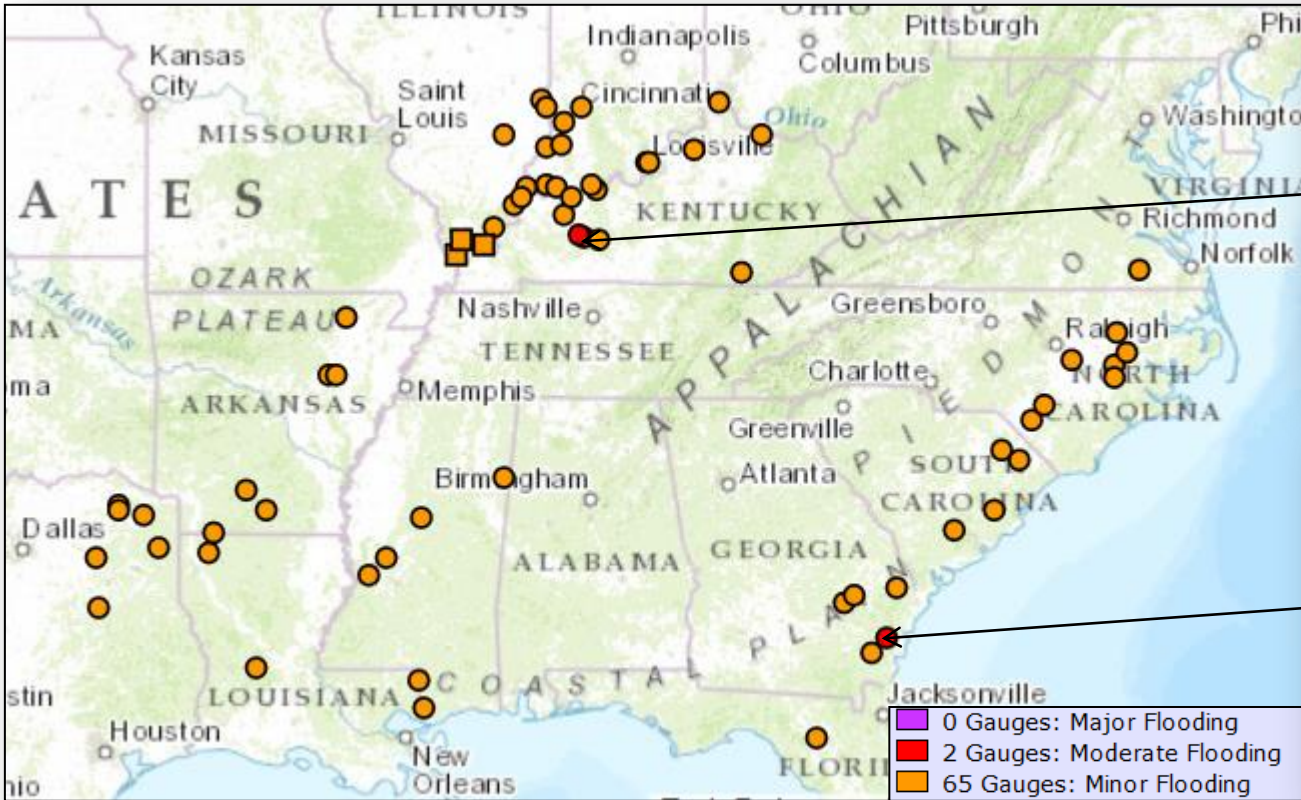 ILLINOIS
OHIO
Pittsburgh
Phi
Indianapolis
Columbus
Kansas
City
Saint
Louis
Cincinnati
Ohio
Washingto
MISSOURI
Louisville
ATES
VIRGINIA
KENTUCKY
Richmond
Norfolk
APPALACHIAN
OZARK
PLATEAU
Arkansas
MA
Nashville
Greensboro
PIEDMONT
Raleigh
TENNESSEE
oma
Memphis
Charlotte
NORTH
CAROLINA
ARKANSAS
Greenville
Birmingham
Atlanta
SOUTH
CAROLINA
Dallas
ALABAMA
GEORGIA
COASTAL PLAIN
stin
LOUISIANA
Jacksonville
Houston
New
Orleans
FLORI
nio
0 Gauges: Major Flooding
2 Gauges: Moderate Flooding
65 Gauges: Minor Flooding